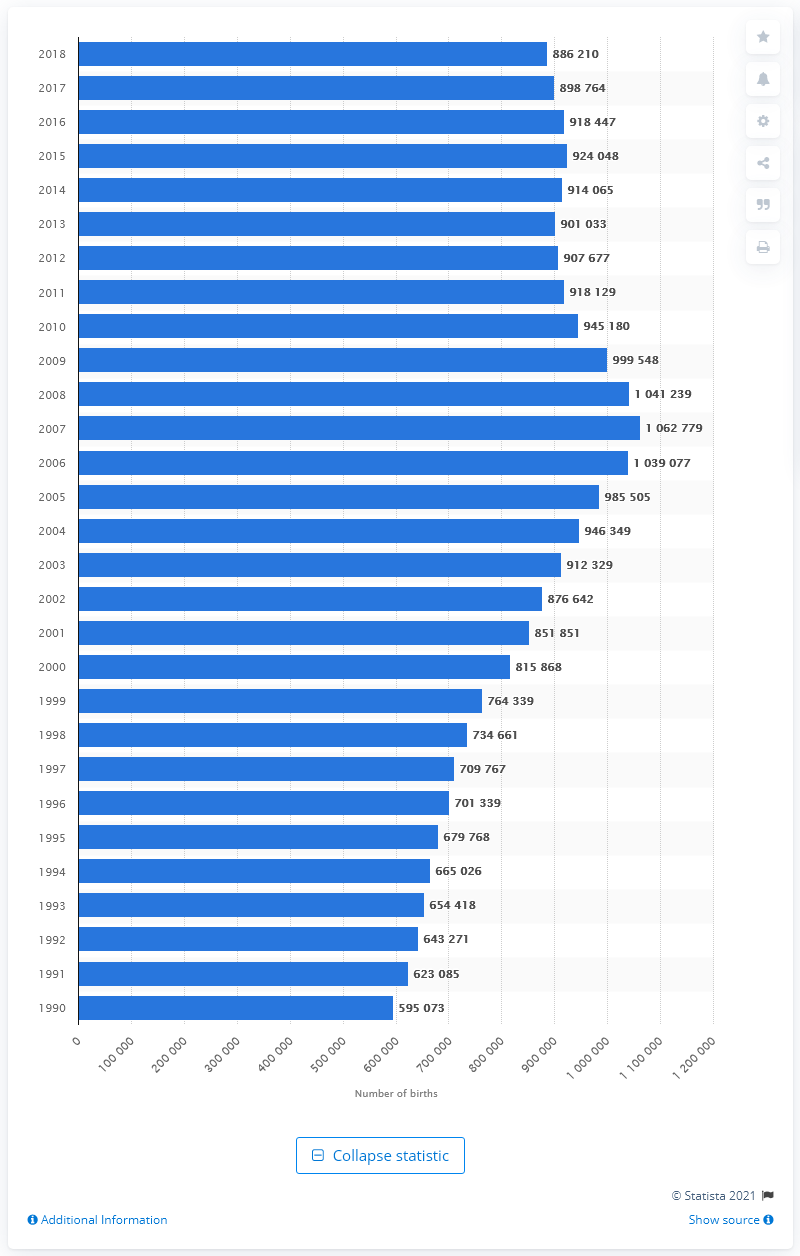 2018 886 210
2017 898 764
2016 918 447
2015 924 048
2014 914 065
2013 901 033
2012 907 677
2011 918 129
2010 945 180
2009 999 548
2008 1 041 239
2007 1 062 779
2006 1 039 077
2005 985 505
2004 946 349
2003 912 329
2002 876 642
2001 851 851
2000 815 868
1999 764 339
1998 734 661
1997 709 767
1996 701 339
1995 679 768
1994 665 026
1993 654 418
1992 643 271
1991 623 085
1990 595 073
0 100 000 200 000 300 000 400 000 500 000 600 000 700 000 800 000 900 000 1 000 000 1 100 000 1 200 000
Number of births
Collapse statistic
© Statista 2021
Additional Information Show source